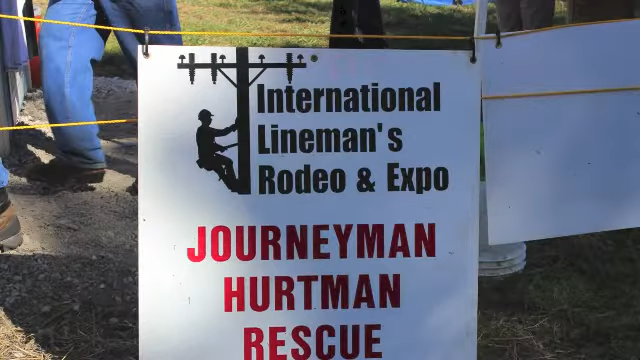 International
Lineman's
Rodeo & Expo
JOURNEYMAN
HURTMAN
RESCUE